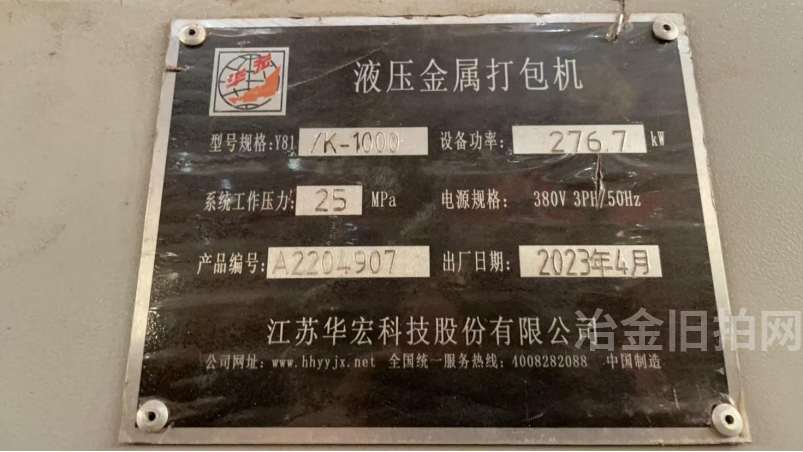 华宏
液压金属打包机
型号规格:Y81/K-1000 设备功率: 276.7 kW
系统工作压力: 25 MPa 电源规格: 380V 3PH/50Hz
产品编号: A2204907 出厂日期: 2023年4月
江苏华宏科技股份有限公司
公司网址: www.hhyyjx.net 全国统一服务热线: 4008282088 中国制造
冶金旧拍网